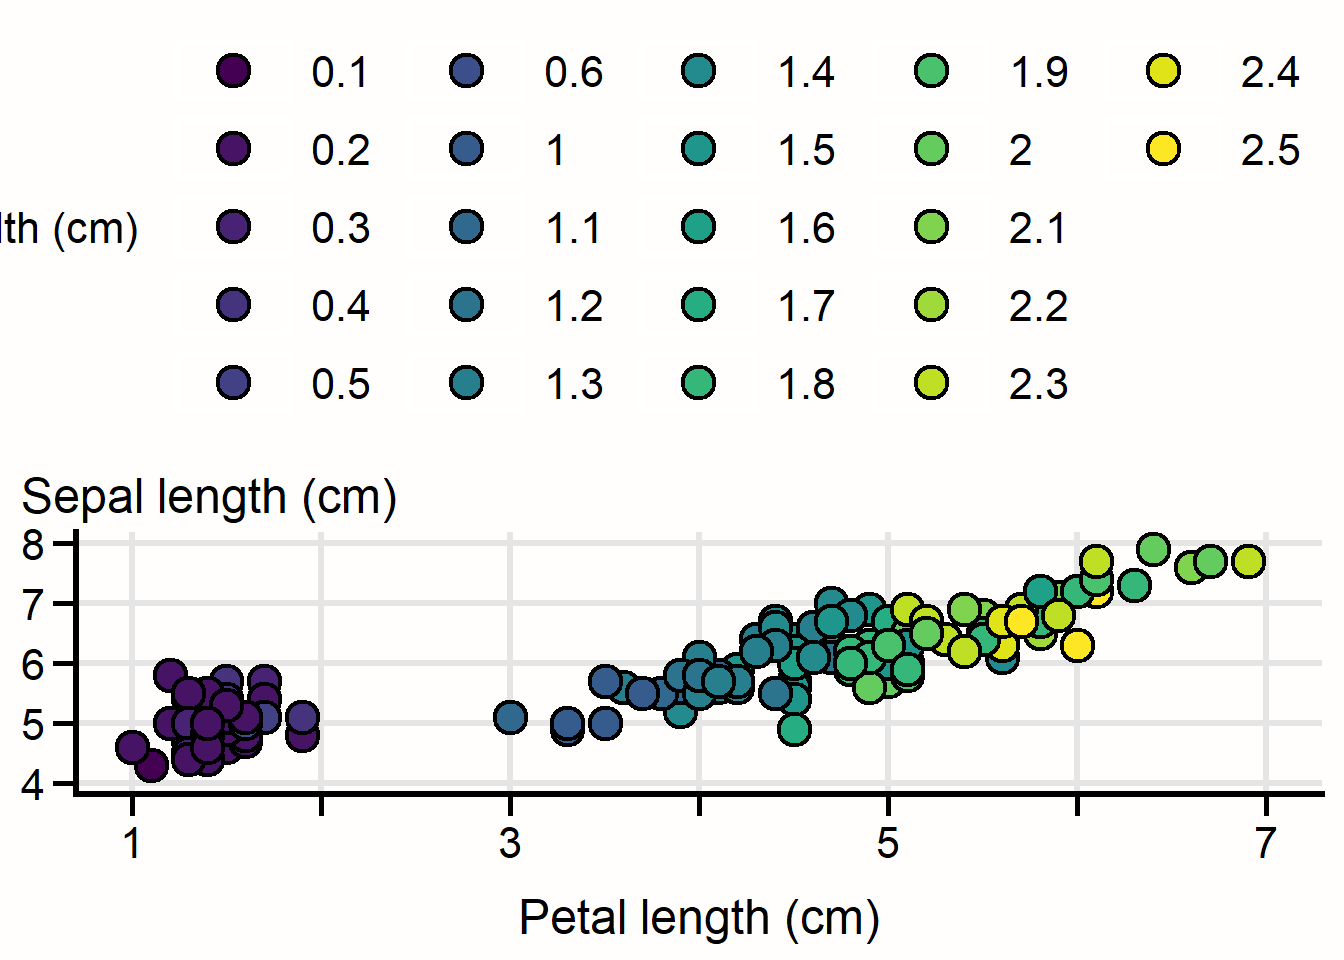 0.1 0.6 1.4 1.9 2.4
0.2 1 1.5 2 2.5
(cm) 0.3 1.1 1.6 2.1
0.4 1.2 1.7 2.2
0.5 1.3 1.8 2.3
Sepal length (cm)
8
7
6
5
4
1 3 5 7
Petal length (cm)